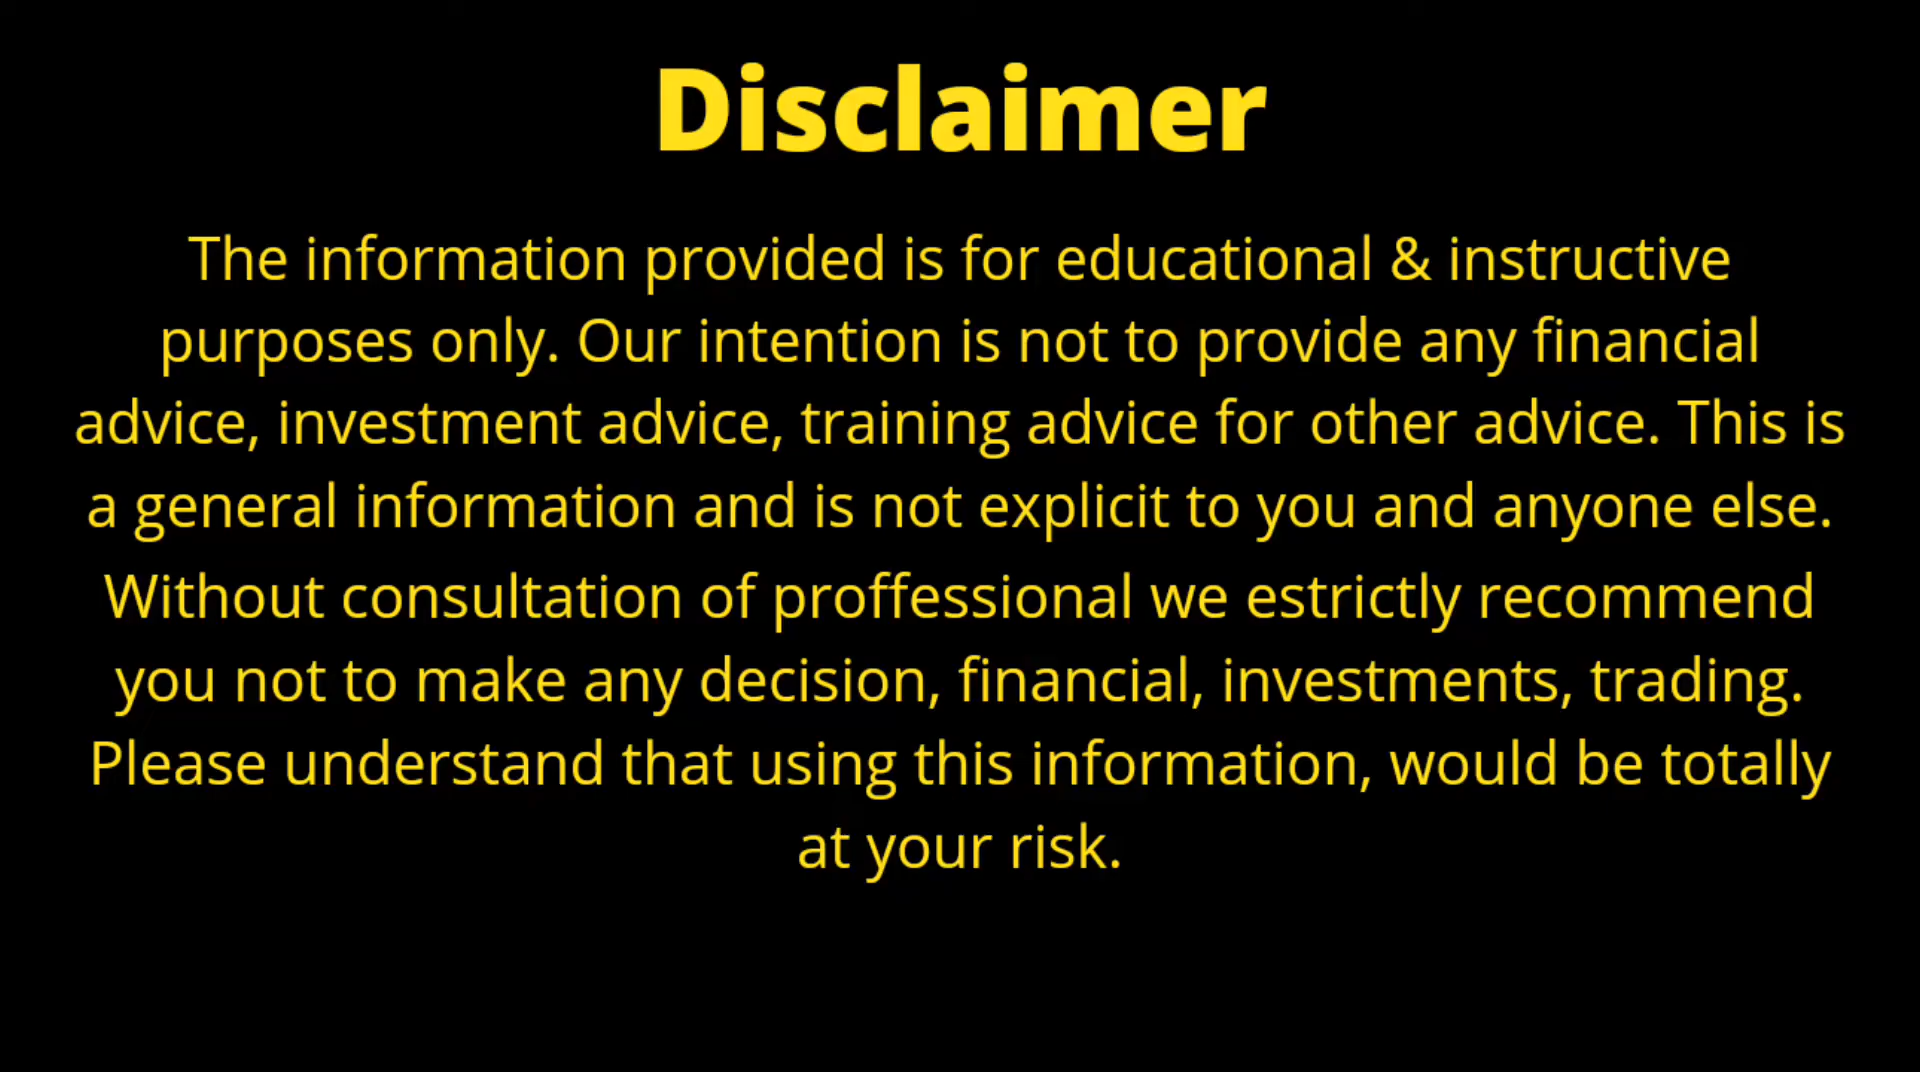 Disclaimer
The information provided is for educational & instructive
purposes only. Our intention is not to provide any financial
advice, investment advice, training advice for other advice. This is
a general information and is not explicit to you and anyone else.
Without consultation of proffessional we estrictly recommend
you not to make any decision, financial, investments, trading.
Please understand that using this information, would be totally
at your risk.